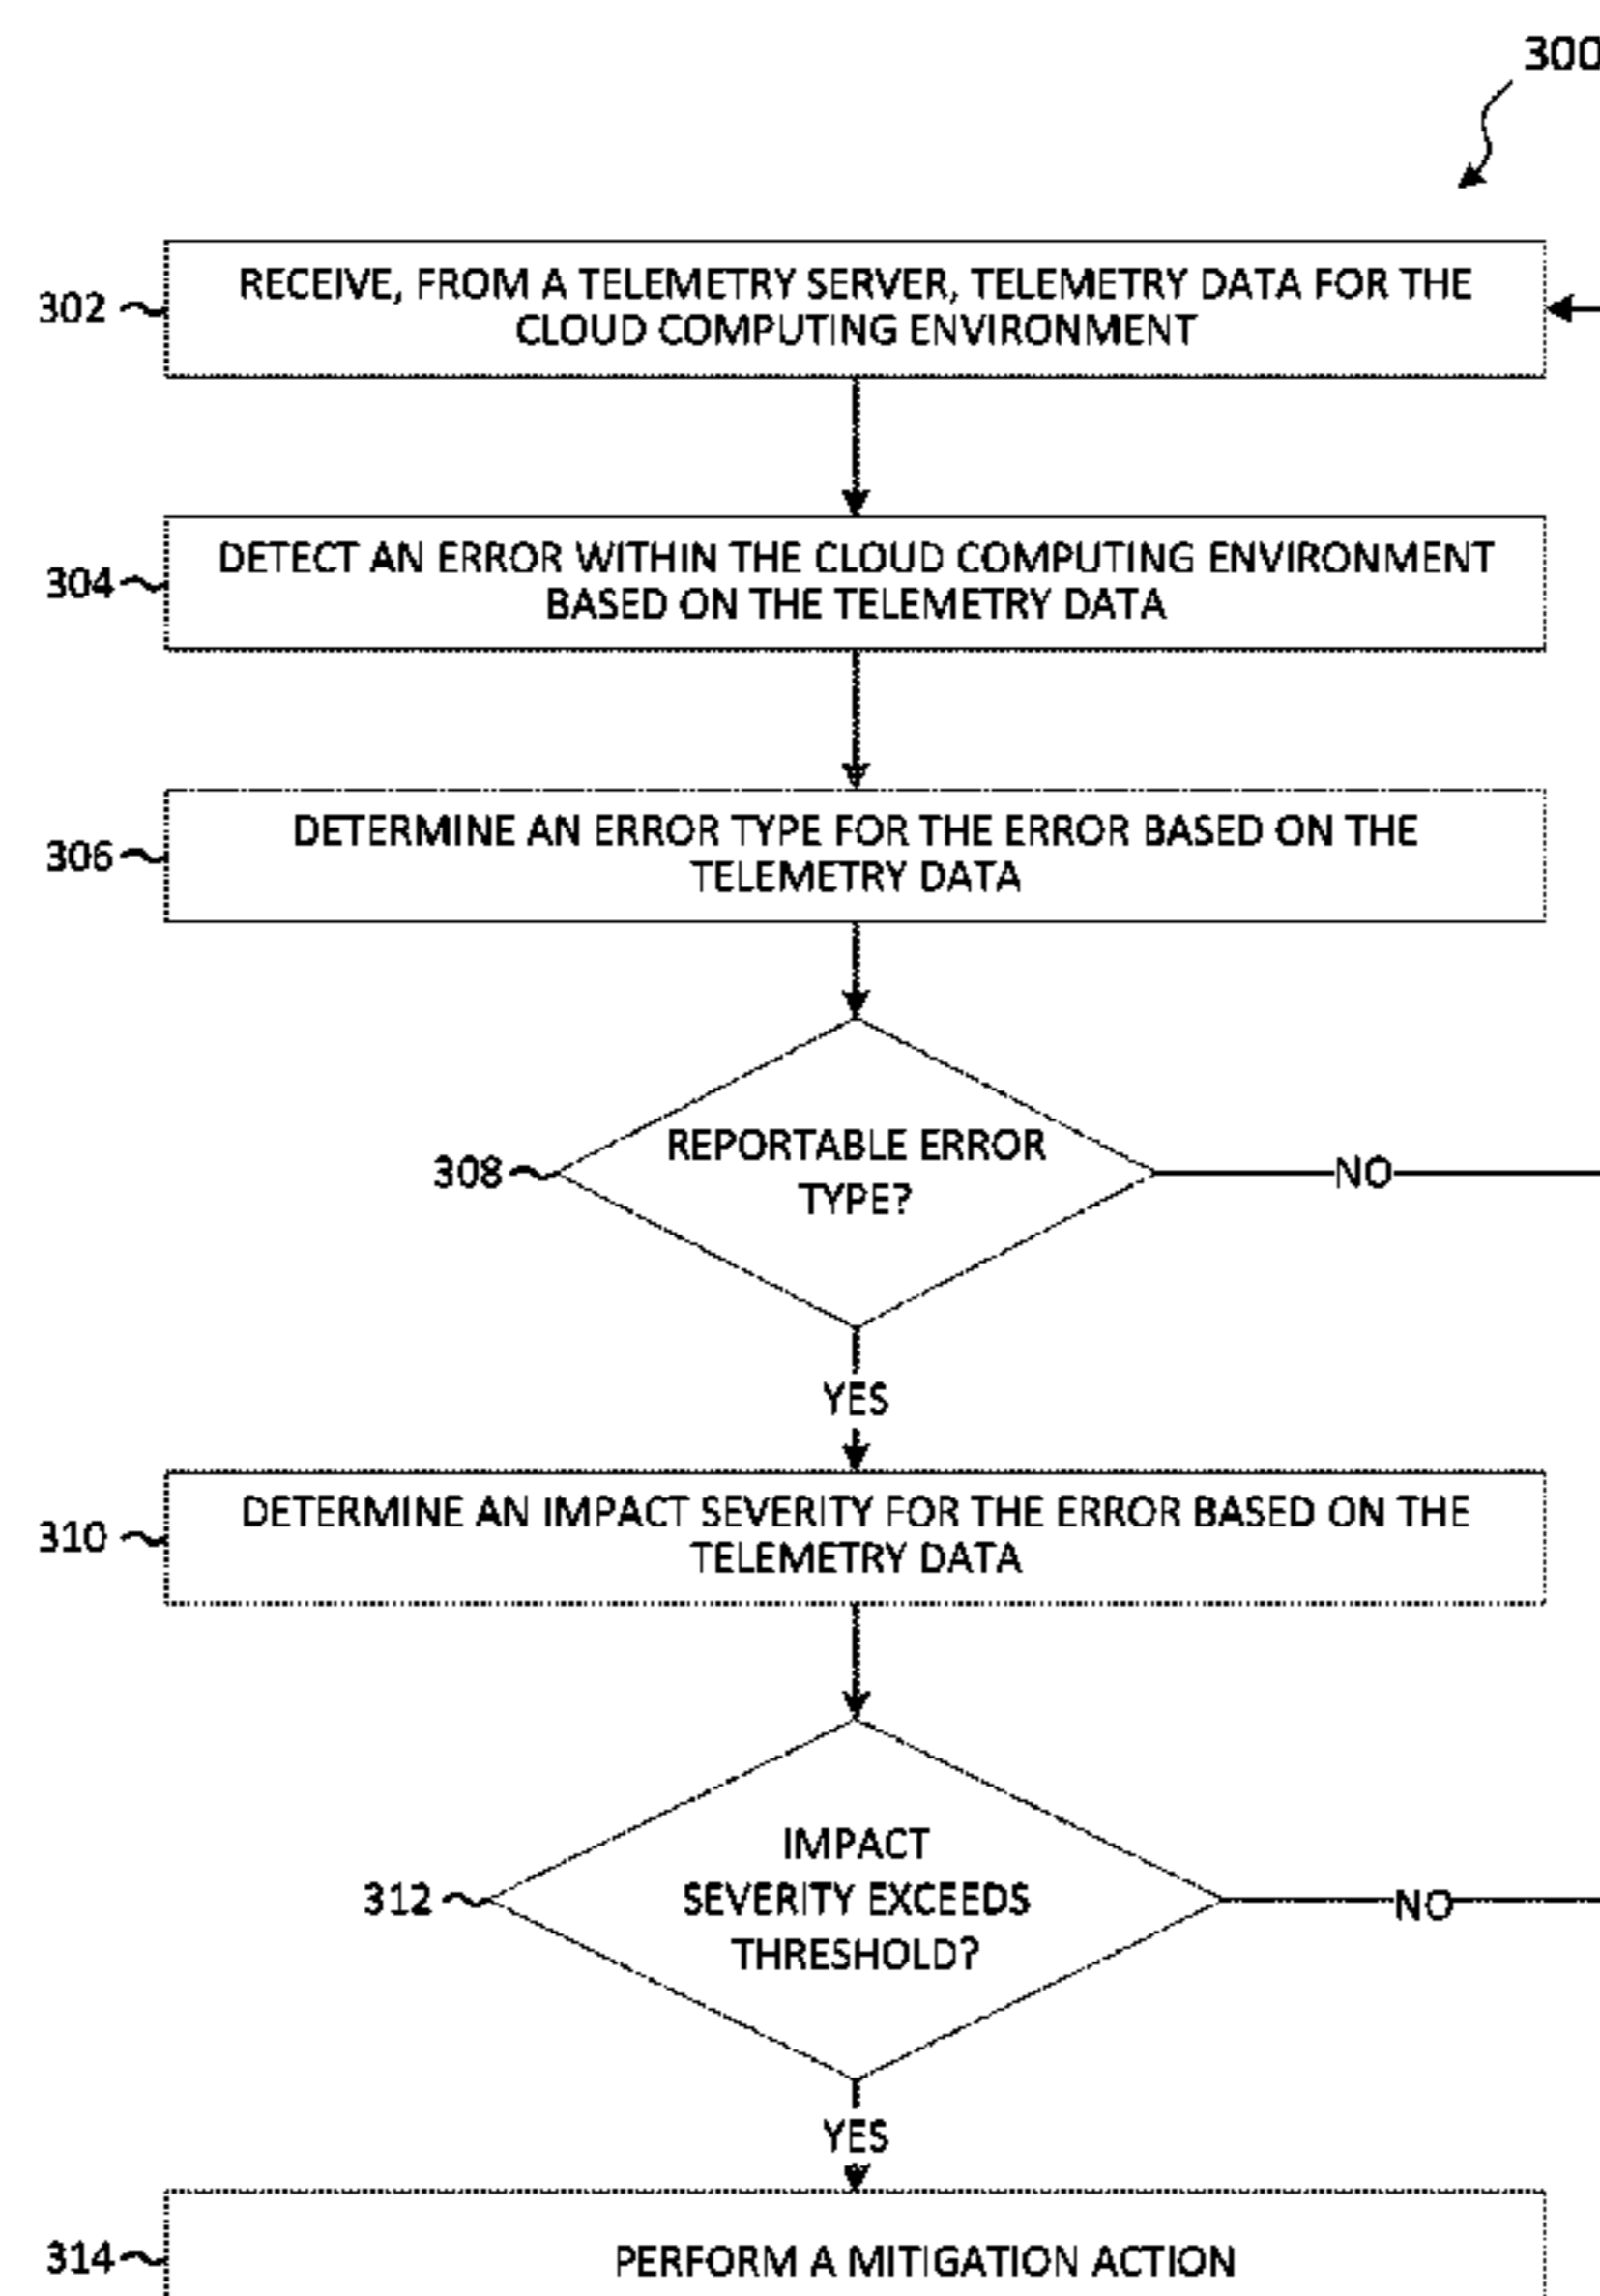 300
302
RECEIVE, FROM A TELEMETRY SERVER, TELEMETRY DATA FOR THE
CLOUD COMPUTING ENVIRONMENT
304
DETECT AN ERROR WITHIN THE CLOUD COMPUTING ENVIRONMENT
BASED ON THE TELEMETRY DATA
306
DETERMINE AN ERROR TYPE FOR THE ERROR BASED ON THE
TELEMETRY DATA
308
REPORTABLE ERROR
TYPE?
NO
YES
310
DETERMINE AN IMPACT SEVERITY FOR THE ERROR BASED ON THE
TELEMETRY DATA
312
IMPACT
SEVERITY EXCEEDS
THRESHOLD?
NO
YES
314
PERFORM A MITIGATION ACTION